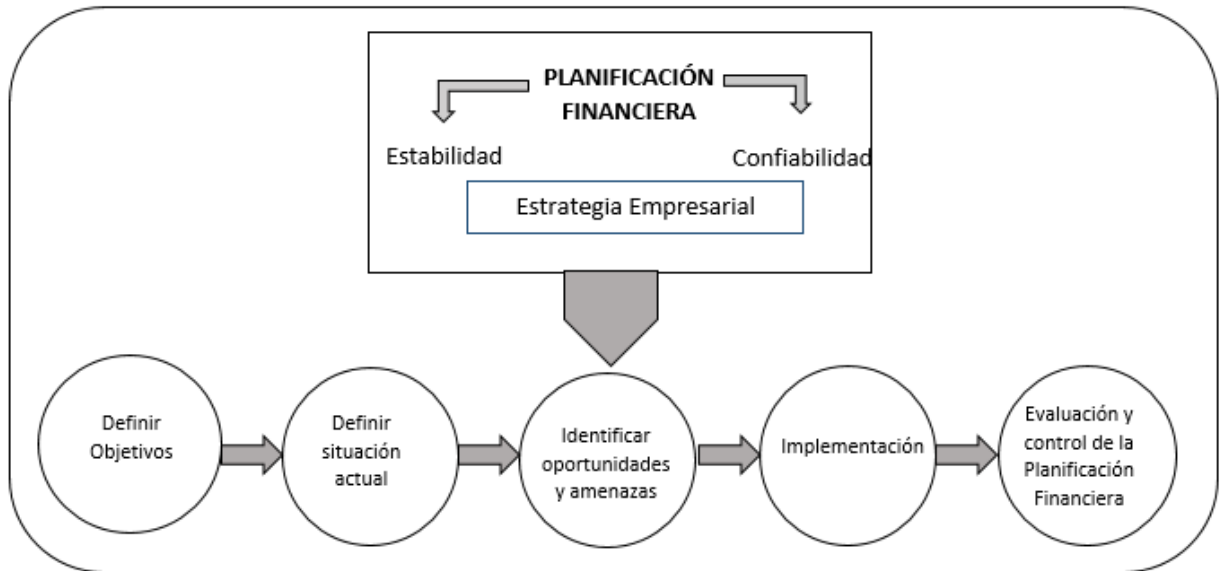 PLANIFICACIÓN
FINANCIERA
Estabilidad
Confiabilidad
Estrategia Empresarial
Definir
Objetivos
Definir
situación
actual
Identificar
oportunidades
y amenazas
Implementación
Evaluación y
control de la
Planificación
Financiera